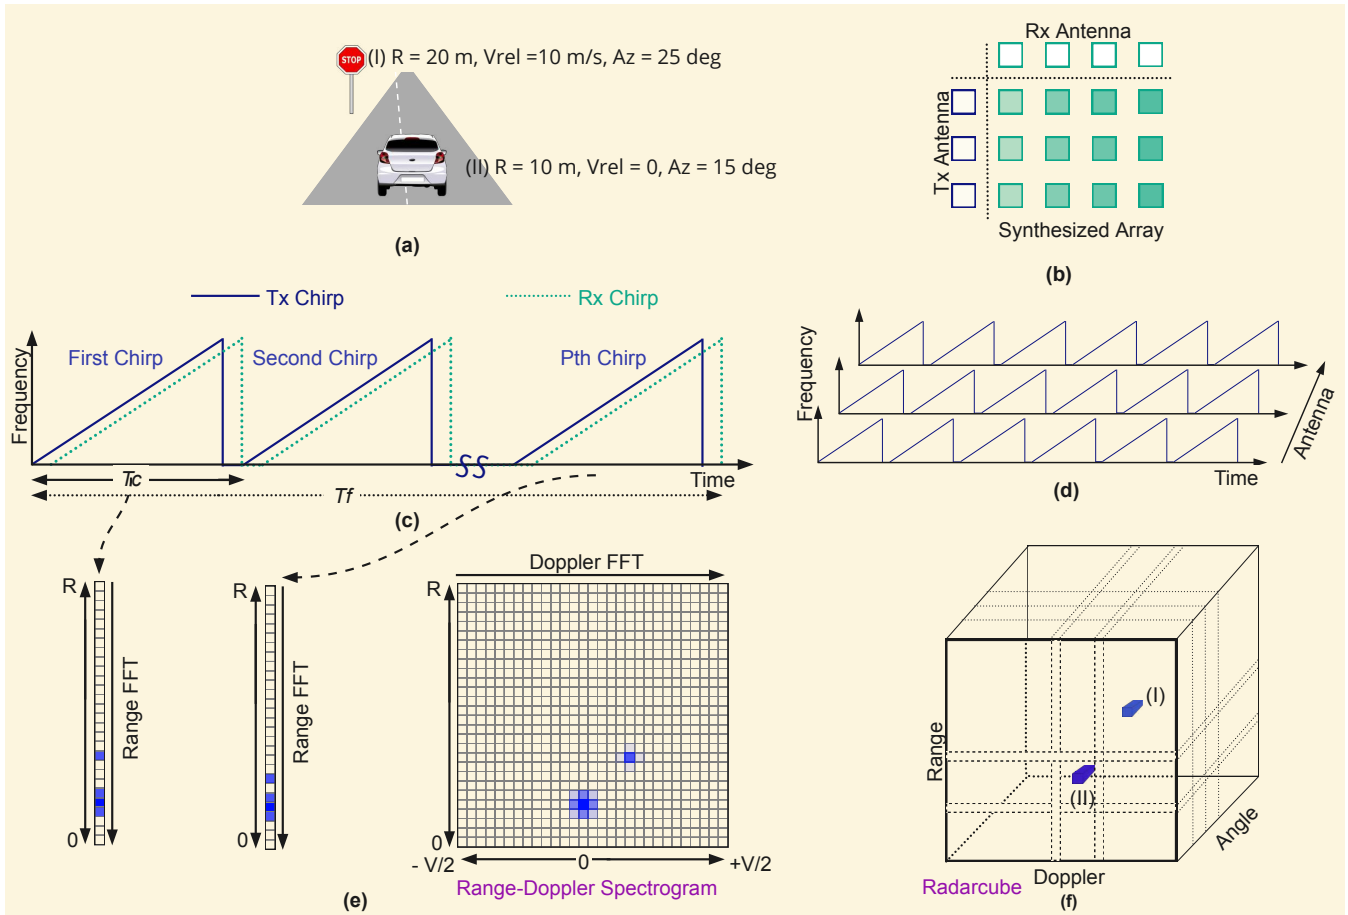 STOP
(I) R = 20 m, Vrel =10 m/s, Az = 25 deg
(II) R = 10 m, Vrel = 0, Az = 15 deg
(a)
Rx Antenna
Tx Antenna
Synthesized Array
(b)
Tx Chirp
Rx Chirp
Frequency
First Chirp
Second Chirp
Pth Chirp
Time
Tf
(c)
Frequency
Antenna
Time
(d)
R
Range FFT
0
R
Range FFT
0
Doppler FFT
R
0
- V/2
0
+V/2
Range-Doppler Spectrogram
(e)
(I)
(II)
Range
Angle
Doppler
Radarcube
(f)